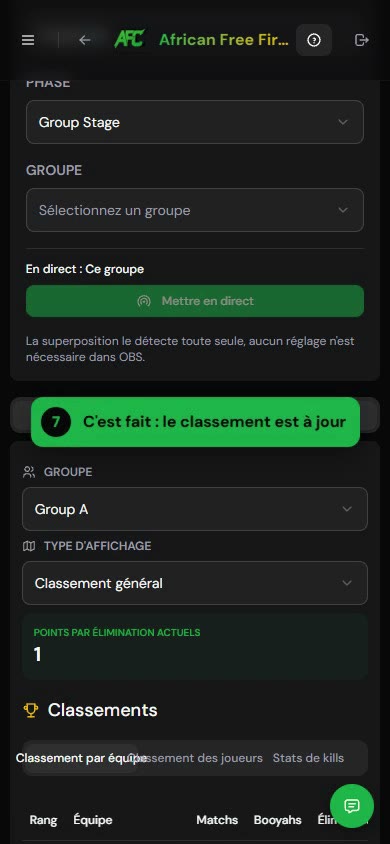 AFC African Free Fir...
PHASE
Group Stage
GROUPE
Sélectionnez un groupe
En direct : Ce groupe
Mettre en direct
La superposition le détecte toute seule, aucun réglage n'est
nécessaire dans OBS.
7 C'est fait : le classement est à jour
GROUPE
Group A
TYPE D'AFFICHAGE
Classement général
POINTS PAR ÉLIMINATION ACTUELS
1
Classements
Classement par équipe Classement des joueurs Stats de kills
Rang Équipe Matchs Booyahs